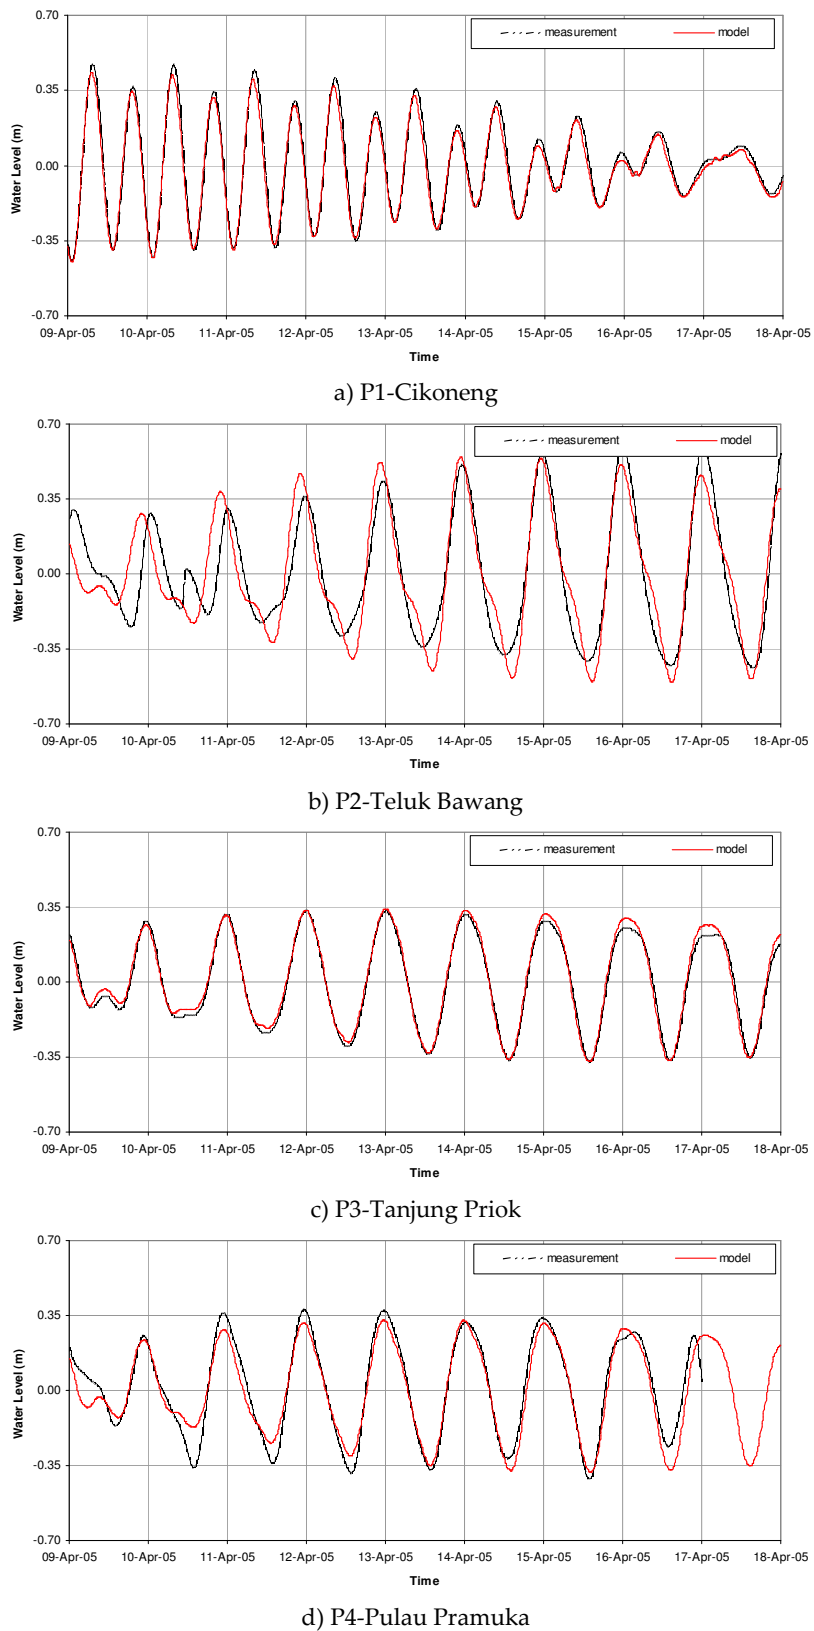 0.70
measurement
model
0.35
0.00
-0.35
-0.70
Water Level (m)
09-Apr-05 10-Apr-05 11-Apr-05 12-Apr-05 13-Apr-05 14-Apr-05 15-Apr-05 16-Apr-05 17-Apr-05 18-Apr-05
Time
a) P1-Cikoneng
0.70
measurement
model
0.35
0.00
-0.35
-0.70
Water Level (m)
09-Apr-05 10-Apr-05 11-Apr-05 12-Apr-05 13-Apr-05 14-Apr-05 15-Apr-05 16-Apr-05 17-Apr-05 18-Apr-05
Time
b) P2-Teluk Bawang
0.70
measurement
model
0.35
0.00
-0.35
-0.70
Water Level (m)
09-Apr-05 10-Apr-05 11-Apr-05 12-Apr-05 13-Apr-05 14-Apr-05 15-Apr-05 16-Apr-05 17-Apr-05 18-Apr-05
Time
c) P3-Tanjung Priok
0.70
measurement
model
0.35
0.00
-0.35
-0.70
Water Level (m)
09-Apr-05 10-Apr-05 11-Apr-05 12-Apr-05 13-Apr-05 14-Apr-05 15-Apr-05 16-Apr-05 17-Apr-05 18-Apr-05
Time
d) P4-Pulau Pramuka